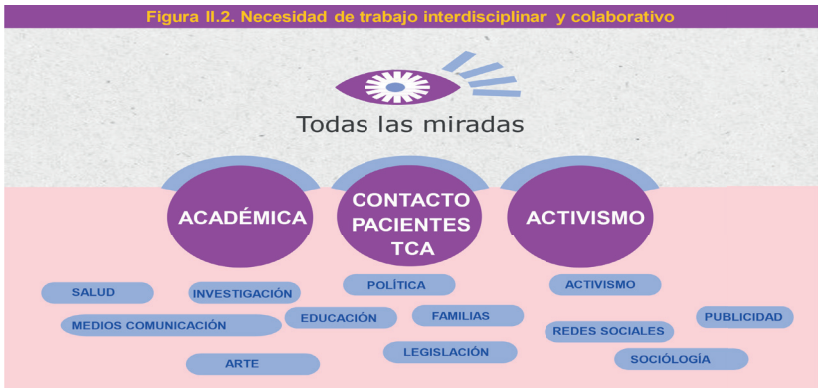 Figura II.2. Necesidad de trabajo interdisciplinar y colaborativo
Todas las miradas
ACADÉMICA
CONTACTO
PACIENTES
TCA
ACTIVISMO
SALUD
INVESTIGACIÓN
POLÍTICA
ACTIVISMO
MEDIOS COMUNICACIÓN
EDUCACIÓN
FAMILIAS
REDES SOCIALES
PUBLICIDAD
ARTE
LEGISLACIÓN
SOCIÓLOGÍA